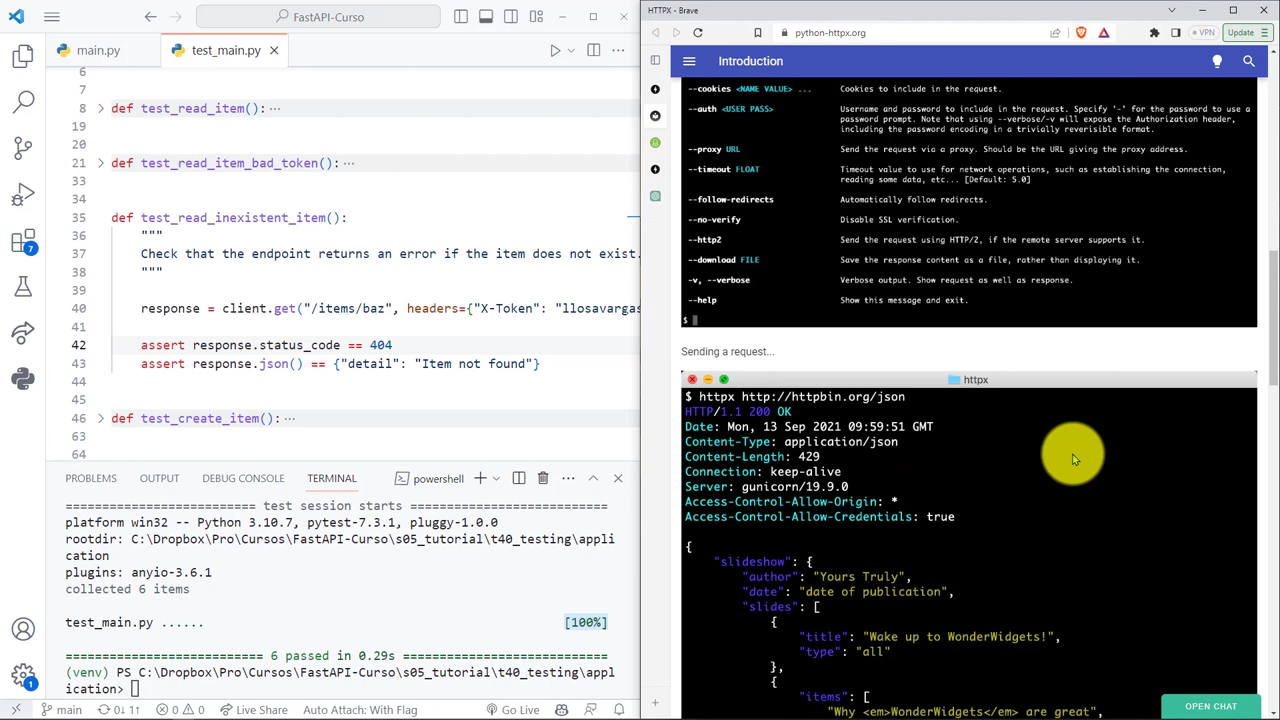 FastAPI-Curso
main.py
test_main.py
6
8 def test_read_item():
19
20
21 def test_read_item_bad_token():
33
34
35 def test_read_inexistent_item():
36 """
37 Check that the endpoint returns an error if the item does not exist.
38 """
39
40 response = client.get("/items/baz", headers={"X-Token": "llosavargas
41
42 assert response.status_code == 404
43 assert response.json() == {"detail": "Item not found"}
44
46 def test_create_item():
63
64
7
1
PROBLEMS OUTPUT DEBUG CONSOLE TERMINAL powershell
======================== test session starts =========================
platform win32 -- Python 3.10.7, pytest-7.3.1, pluggy-1.0.0
rootdir: C:\Dropbox\Pro\Cursos\FastAPI-Curso\s05_tutorial\t40_testing\appli
cation
plugins: anyio-3.6.1
collected 6 items
test_main.py ...... [100%]
========================= 6 passed in 0.29s ==========================
(venv) PS C:\Dropbox\Pro\Cursos\FastAPI-Curso\s05_tutorial\t40_testing\appl
ication>
main 0 0 Live Share Attach With Flag Go Live
HTTPX - Brave
python-httpx.org VPN Update
Introduction
--cookies <NAME VALUE> ... Cookies to include in the request.
--auth <USER PASS> Username and password to include in the request. Specify '-' for the password to use a
password prompt. Note that using --verbose/-v will expose the Authorization header,
including the password encoding in a trivially reversible format.
--proxy URL Send the request via a proxy. Should be the URL giving the proxy address.
--timeout FLOAT Timeout value to use for network operations, such as establishing the connection,
reading some data, etc... [Default: 5.0]
--follow-redirects Automatically follow redirects.
--no-verify Disable SSL verification.
--http2 Send the request using HTTP/2, if the remote server supports it.
--download FILE Save the response content as a file, rather than displaying it.
-v, --verbose Verbose output. Show request as well as response.
--help Show this message and exit.
$
Sending a request...
httpx
$ httpx http://httpbin.org/json
HTTP/1.1 200 OK
Date: Mon, 13 Sep 2021 09:59:51 GMT
Content-Type: application/json
Content-Length: 429
Connection: keep-alive
Server: gunicorn/19.9.0
Access-Control-Allow-Origin: *
Access-Control-Allow-Credentials: true
{
"slideshow": {
"author": "Yours Truly",
"date": "date of publication",
"slides": [
{
"title": "Wake up to WonderWidgets!",
"type": "all"
},
{
"items": [
"Why <em>WonderWidgets</em> are great",
OPEN CHAT